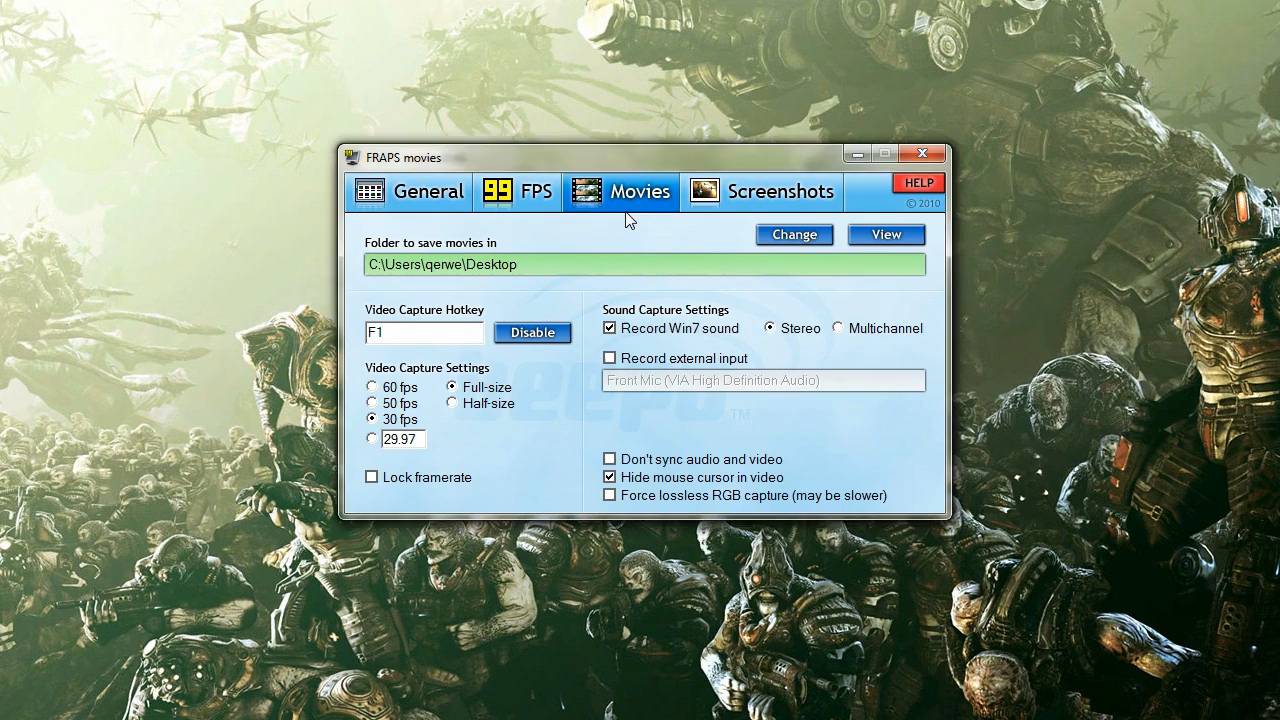 FRAPS movies
General
99 FPS
Movies
Screenshots
HELP
© 2010
Folder to save movies in
Change
View
C:\Users\qerwe\Desktop
Video Capture Hotkey
F1
Disable
Video Capture Settings
60 fps
50 fps
30 fps
29.97
Full-size
Half-size
Lock framerate
Sound Capture Settings
Record Win7 sound
Stereo
Multichannel
Record external input
Front Mic (VIA High Definition Audio)
Don't sync audio and video
Hide mouse cursor in video
Force lossless RGB capture (may be slower)
beepa™